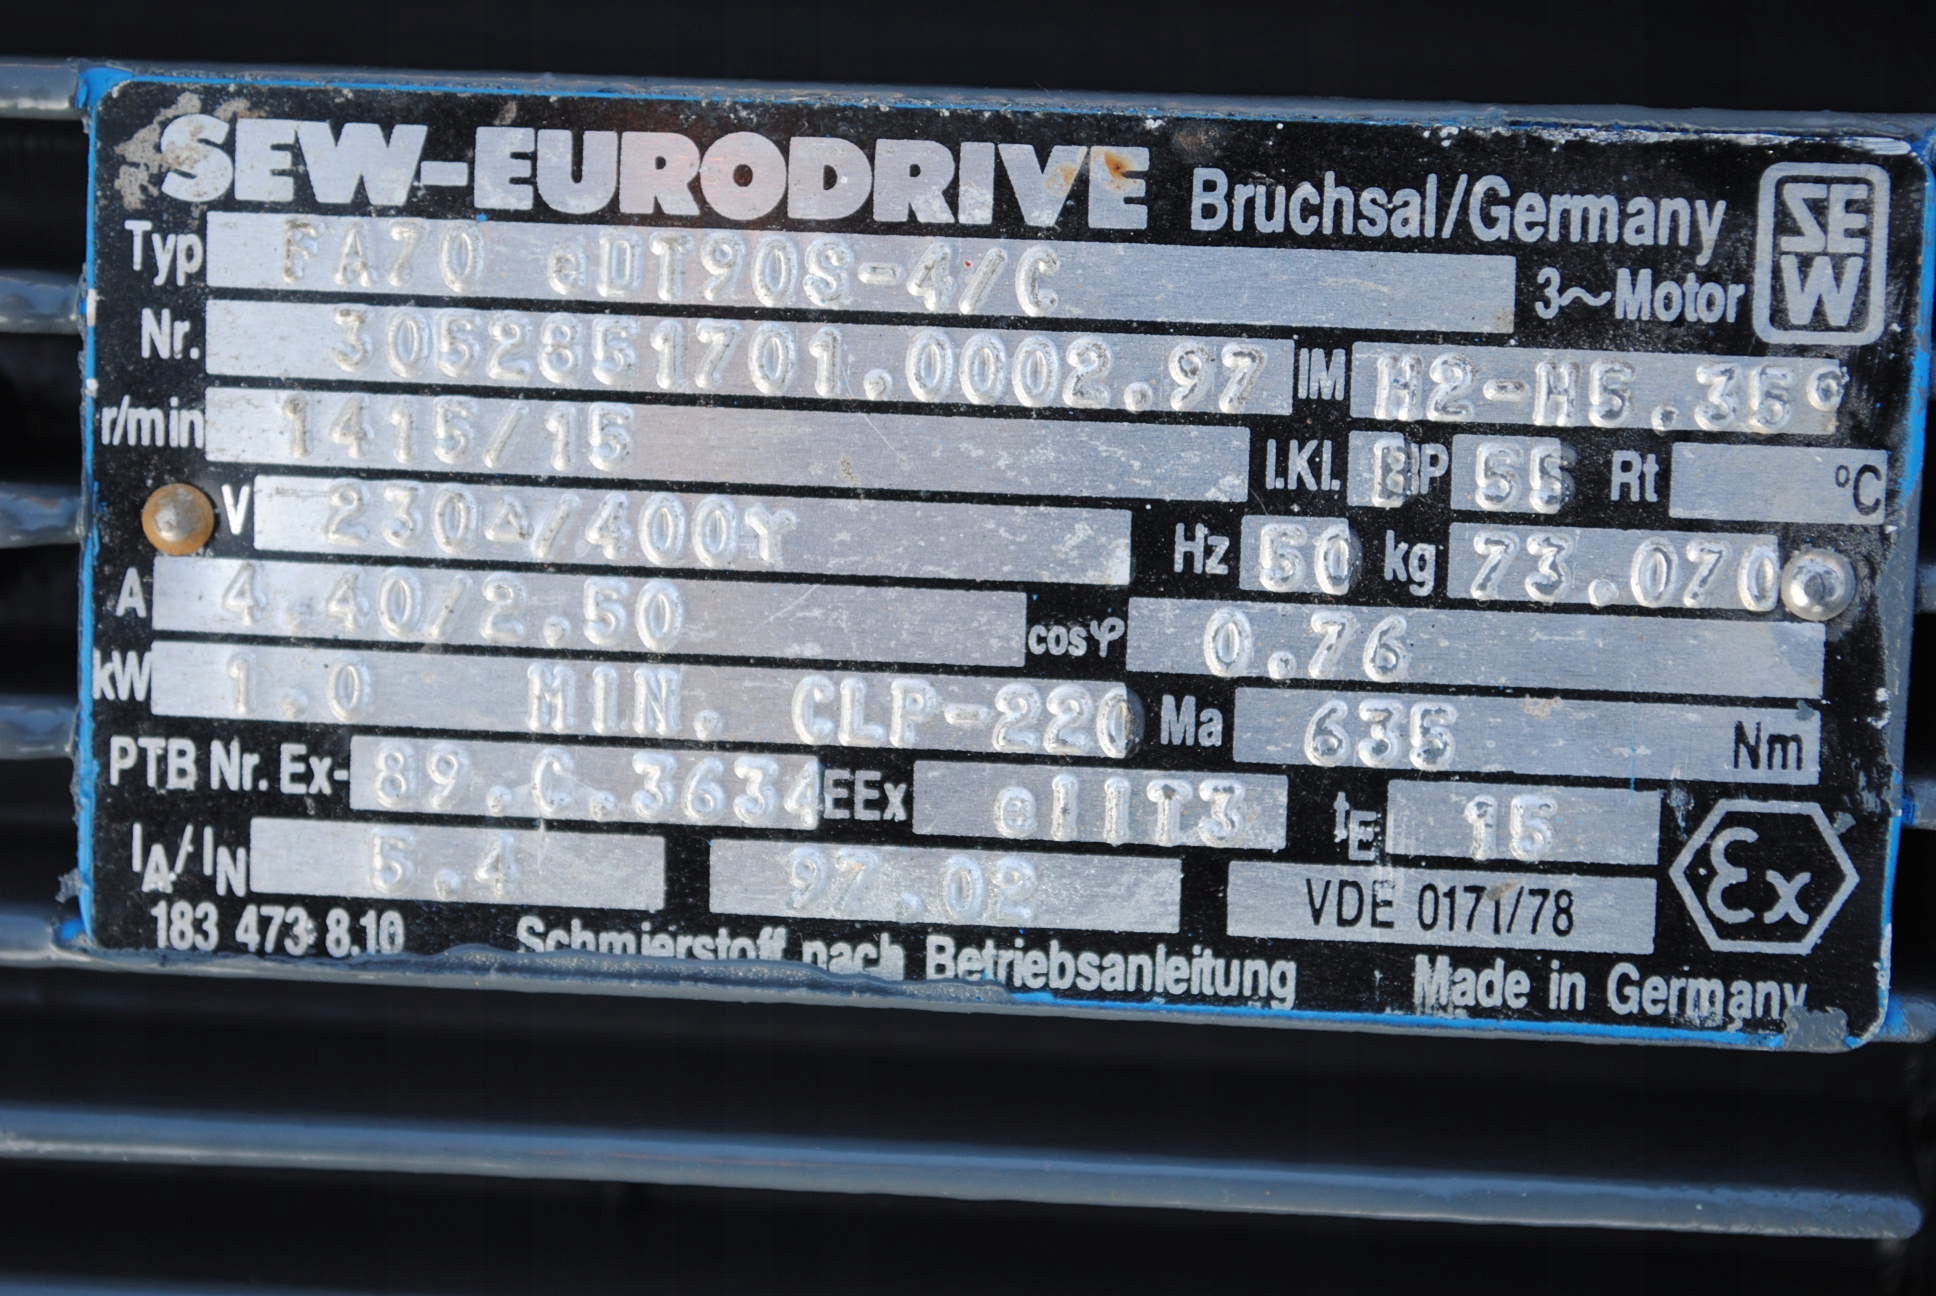 SEW-EURODRIVE Bruchsal/Germany SEW
Typ FA70 eDT90S-4/C 3~Motor
Nr. 3052851701.0002.97 IM H2-H5.35°
r/min 1415/15 I.Kl. B IP 55 Rt °C
V 230△/400Y Hz 50 kg 73.070
A 4.40/2.50 cosφ 0.76
kW 1.0 MIN. CLP-220 Ma 635 Nm
PTB Nr. Ex- 89.C.3634 EEx eIIT3 tE 15
IA/IN 5.4 97.02 VDE 0171/78 Ex
183 473 8.10 Schmierstoff nach Betriebsanleitung Made in Germany